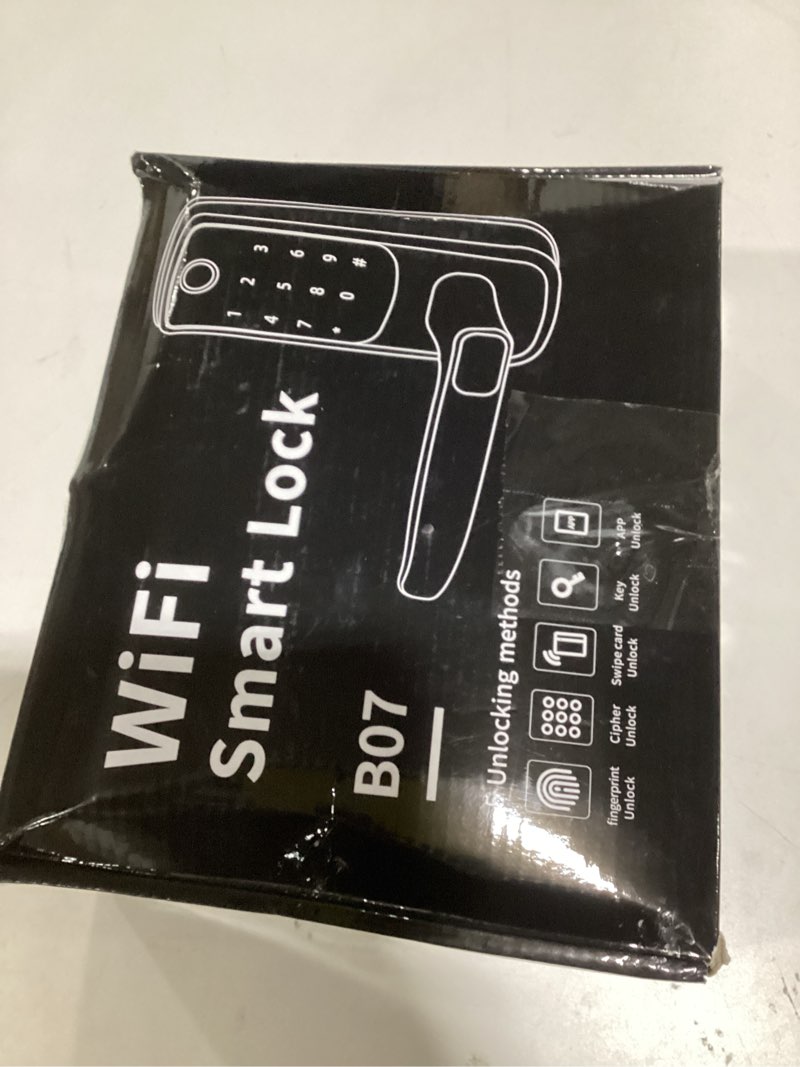 WiFi
Smart Lock
B07
1 2 3
4 5 6
7 8 9
* 0 #
Unlocking methods
APP
fingerprint
Unlock
Cipher
Unlock
Swipe card
Unlock
Key
Unlock
APP
Unlock